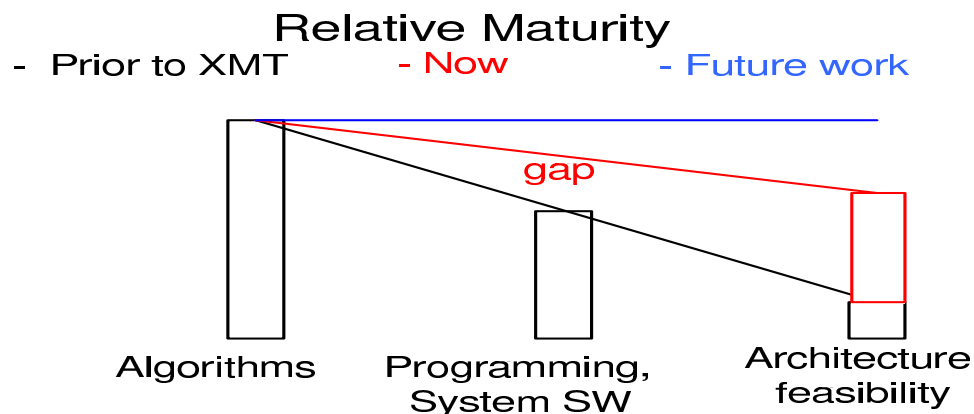 Relative Maturity
- Prior to XMT - Now - Future work
gap
Algorithms
Programming,
System SW
Architecture
feasibility